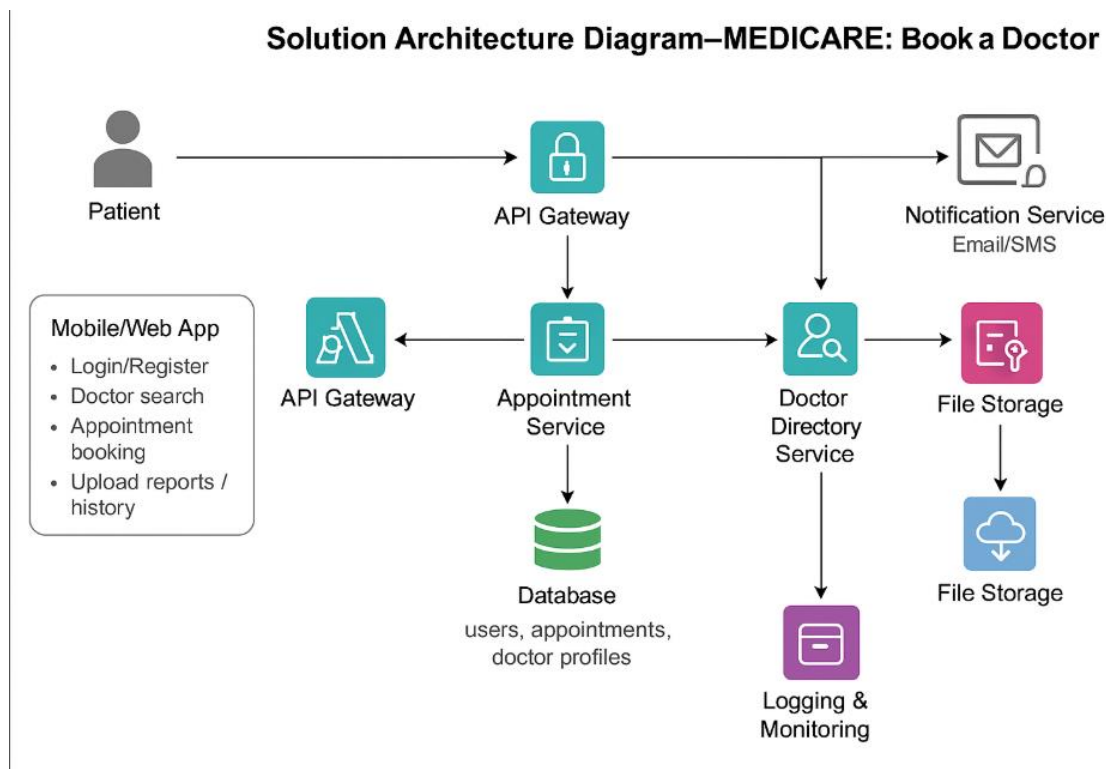 Solution Architecture Diagram–MEDICARE: Book a Doctor
Patient
API Gateway
Notification Service
Email/SMS
Mobile/Web App
• Login/Register
• Doctor search
• Appointment
booking
• Upload reports /
history
API Gateway
Appointment
Service
Doctor
Directory
Service
File Storage
Database
users, appointments,
doctor profiles
File Storage
Logging &
Monitoring